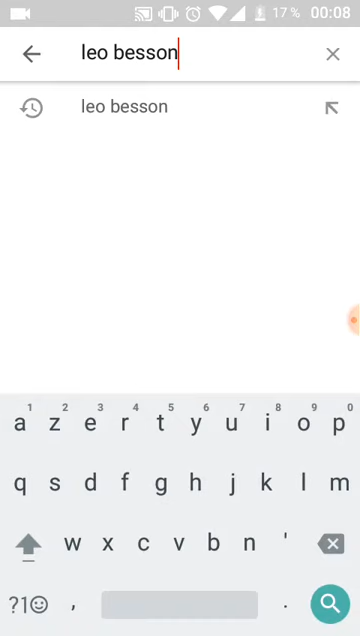 17 % 00:08
leo besson
leo besson
1 2 3 4 5 6 7 8 9 0
a z e r t y u i o p
q s d f g h j k l m
w x c v b n '
?1☺ , .